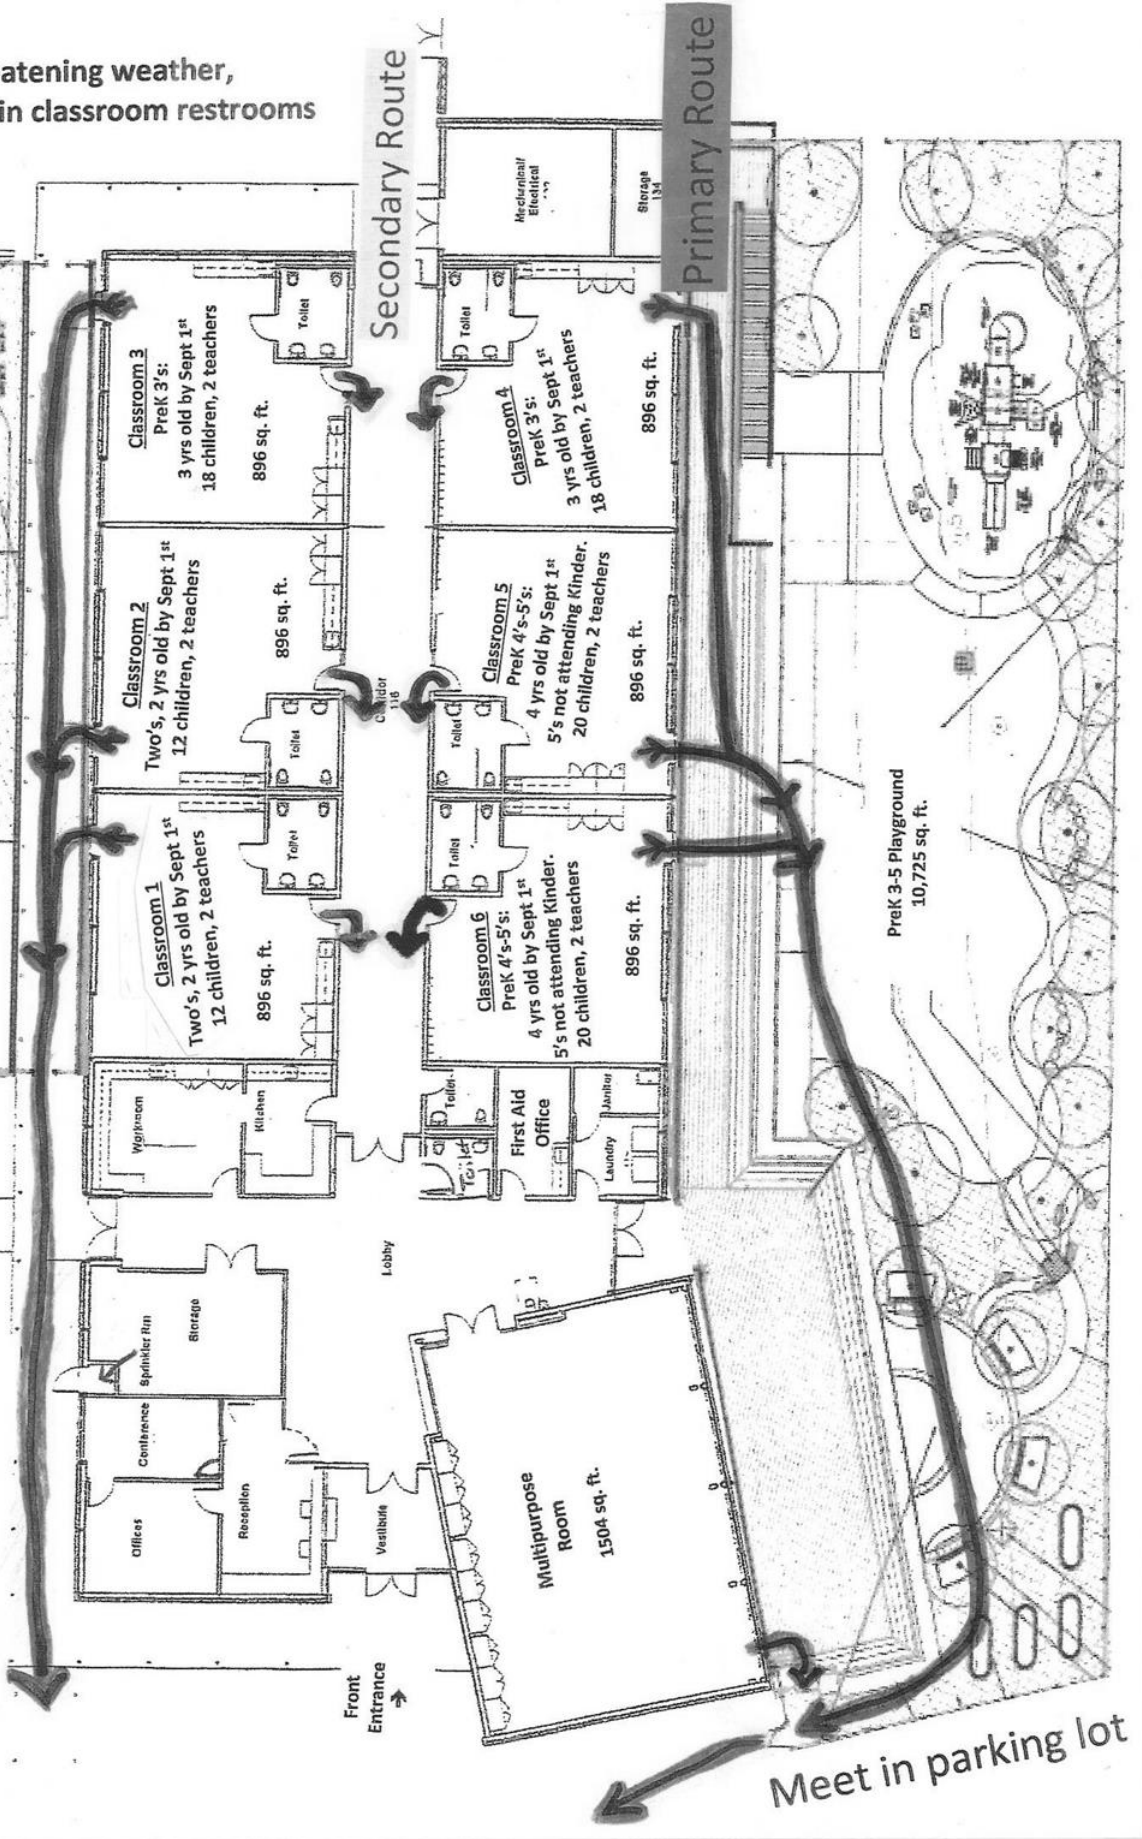 atening weather,
in classroom restrooms
Secondary Route
Primary Route
Mechanical/
Electrical
Storage
134
Classroom 3
PreK 3's:
3 yrs old by Sept 1st
18 children, 2 teachers
896 sq. ft.
Toilet
Toilet
Classroom 4
PreK 3's:
3 yrs old by Sept 1st
18 children, 2 teachers
896 sq. ft.
Classroom 2
Two's, 2 yrs old by Sept 1st
12 children, 2 teachers
896 sq. ft.
Toilet
Corridor
116
Toilet
Classroom 5
PreK 4's-5's:
4 yrs old by Sept 1st
5's not attending Kinder.
20 children, 2 teachers
896 sq. ft.
Classroom 1
Two's, 2 yrs old by Sept 1st
12 children, 2 teachers
896 sq. ft.
Toilet
Toilet
Classroom 6
PreK 4's-5's:
4 yrs old by Sept 1st
5's not attending Kinder.
20 children, 2 teachers
896 sq. ft.
PreK 3-5 Playground
10,725 sq. ft.
Workroom
Kitchen
Toilet
Toilet
First Aid
Office
Janitor
Laundry
Lobby
Storage
Sprinkler Rm
Conference
Offices
Reception
Vestibule
Multipurpose
Room
1504 sq. ft.
Front
Entrance
Meet in parking lot